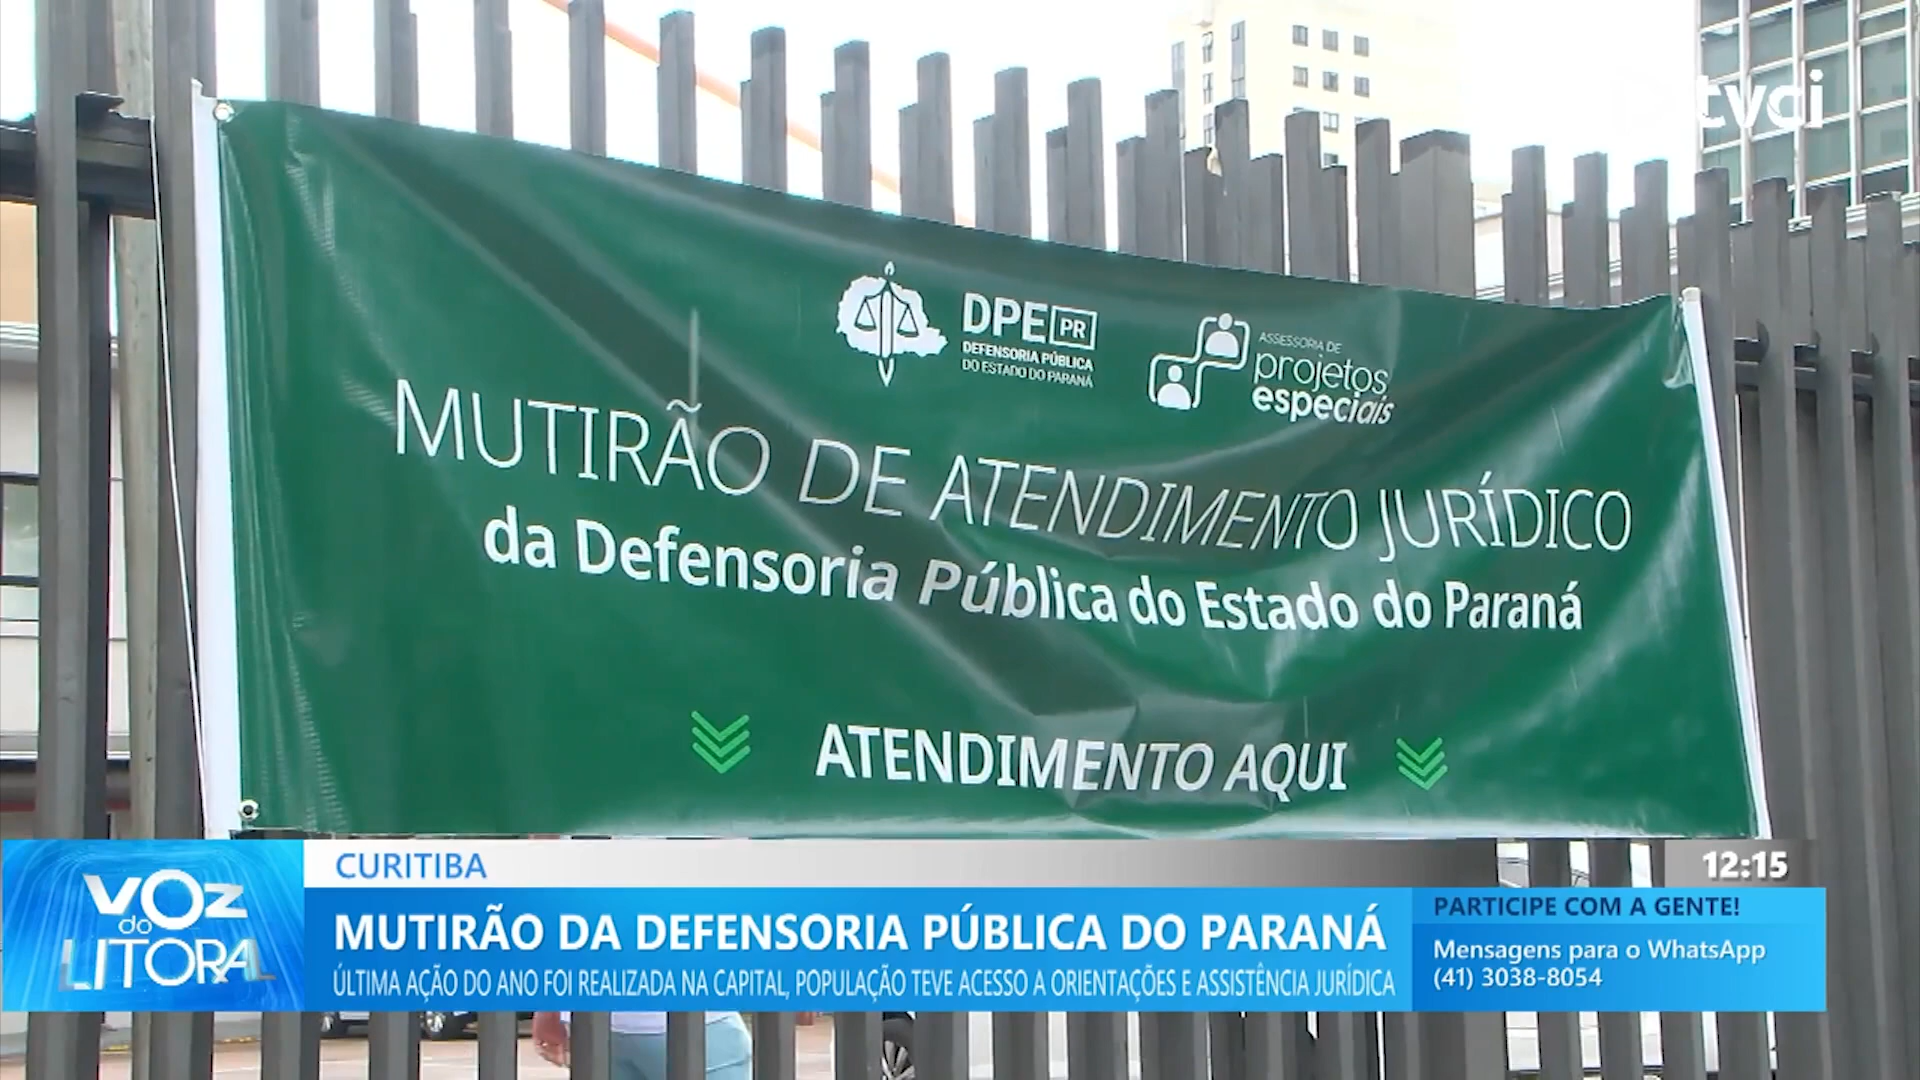 tvci
DPE PR
DEFENSORIA PÚBLICA
DO ESTADO DO PARANÁ
ASSESSORIA DE
projetos
especiais
MUTIRÃO DE ATENDIMENTO JURÍDICO
da Defensoria Pública do Estado do Paraná
ATENDIMENTO AQUI
VOZ
do
LITORAL
CURITIBA
12:15
MUTIRÃO DA DEFENSORIA PÚBLICA DO PARANÁ
ÚLTIMA AÇÃO DO ANO FOI REALIZADA NA CAPITAL, POPULAÇÃO TEVE ACESSO A ORIENTAÇÕES E ASSISTÊNCIA JURÍDICA
PARTICIPE COM A GENTE!
Mensagens para o WhatsApp
(41) 3038-8054